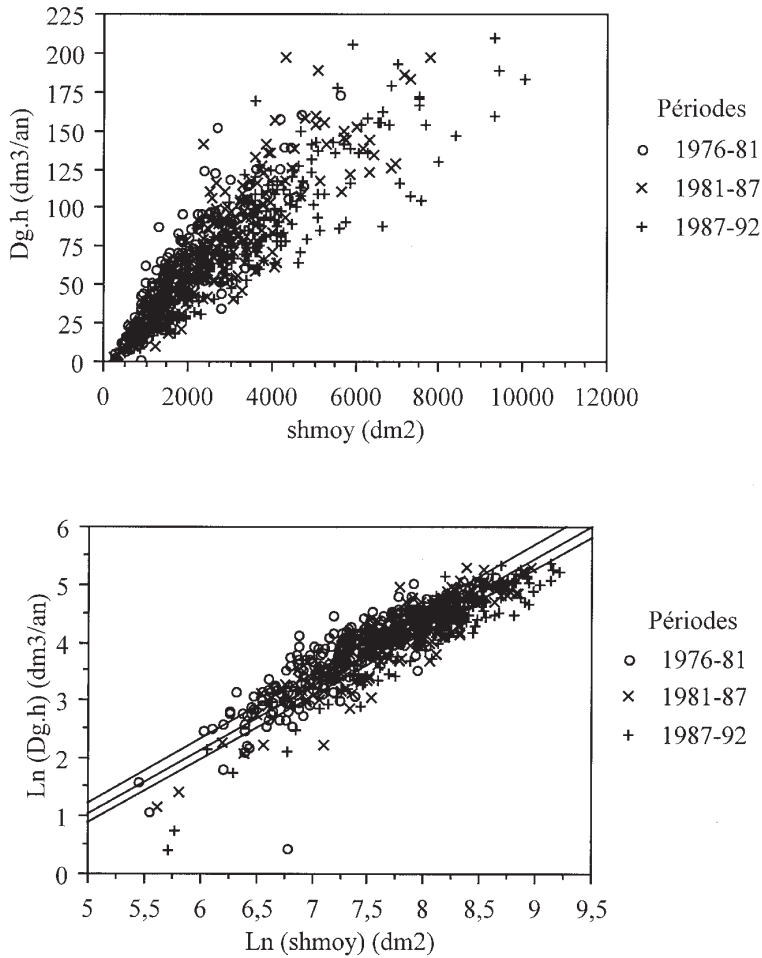 225
200
175
150
125
100
75
50
25
0
Dg.h (dm3/an)
0 2000 4000 6000 8000 10000 12000
shmoy (dm2)
Périodes
1976-81
1981-87
1987-92
6
5
4
3
2
1
0
Ln (Dg.h) (dm3/an)
5 5,5 6 6,5 7 7,5 8 8,5 9 9,5
Ln (shmoy) (dm2)
Périodes
1976-81
1981-87
1987-92